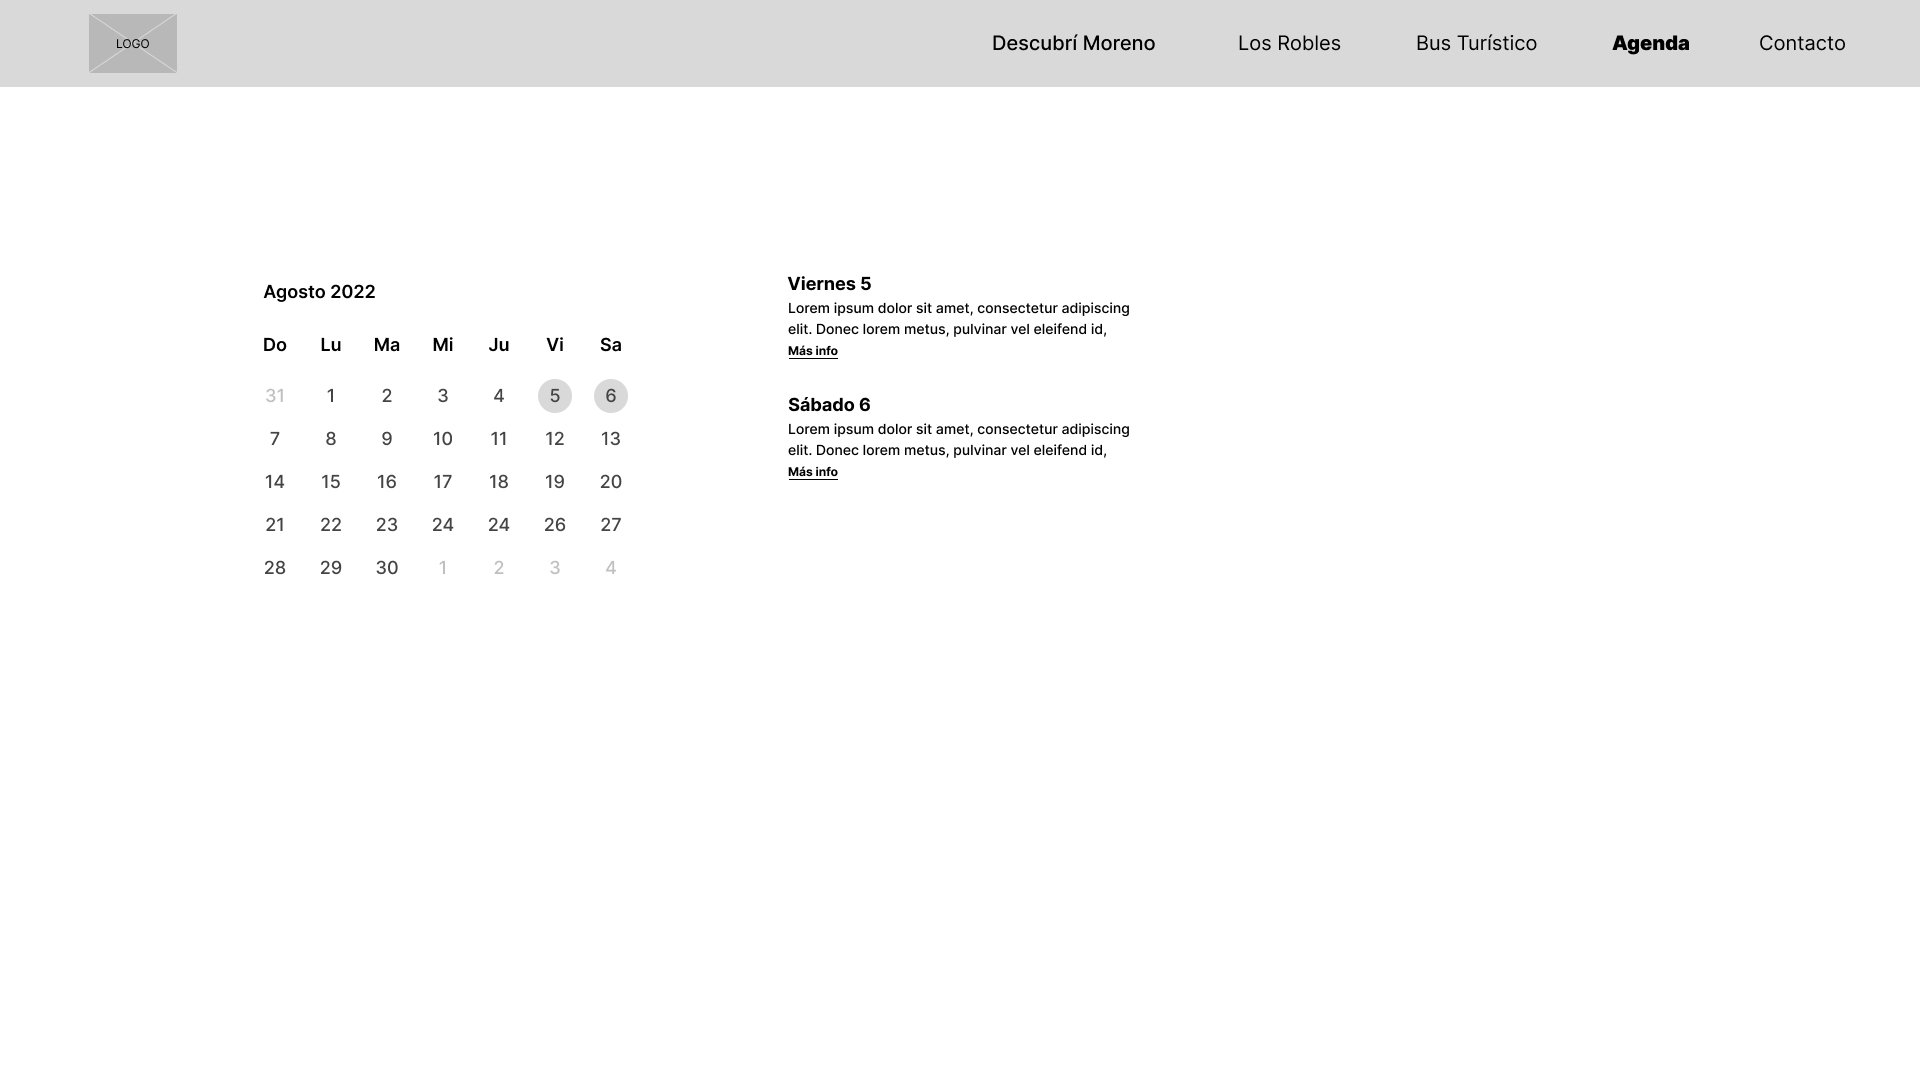 LOGO
Descubrí Moreno Los Robles Bus Turístico Agenda Contacto
Agosto 2022
Do Lu Ma Mi Ju Vi Sa
31 1 2 3 4 5 6
7 8 9 10 11 12 13
14 15 16 17 18 19 20
21 22 23 24 24 26 27
28 29 30 1 2 3 4
Viernes 5
Lorem ipsum dolor sit amet, consectetur adipiscing
elit. Donec lorem metus, pulvinar vel eleifend id,
Más info
Sábado 6
Lorem ipsum dolor sit amet, consectetur adipiscing
elit. Donec lorem metus, pulvinar vel eleifend id,
Más info